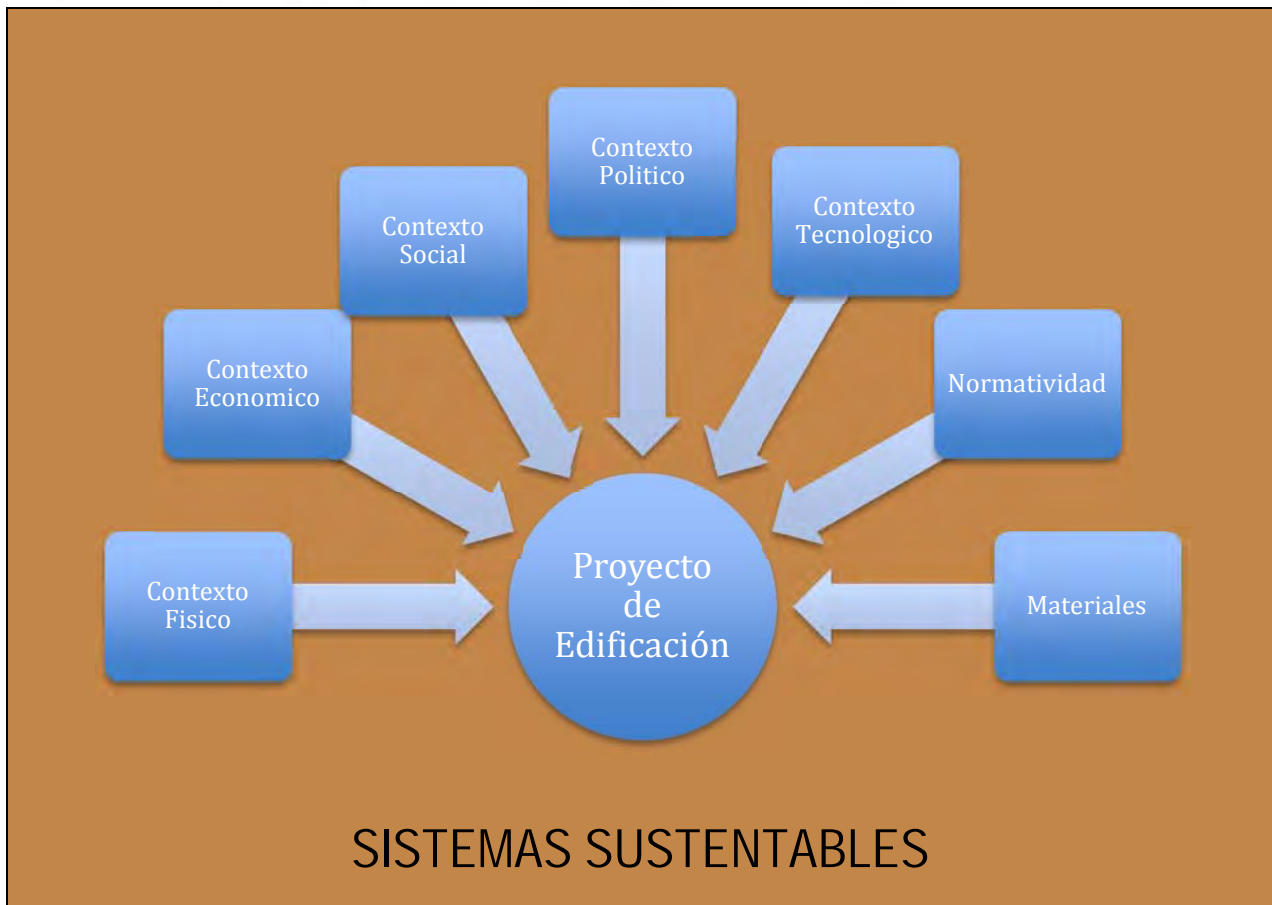 Contexto
Fisico
Contexto
Economico
Contexto
Social
Contexto
Politico
Contexto
Tecnologico
Normatividad
Materiales
Proyecto
de
Edificación
SISTEMAS SUSTENTABLES